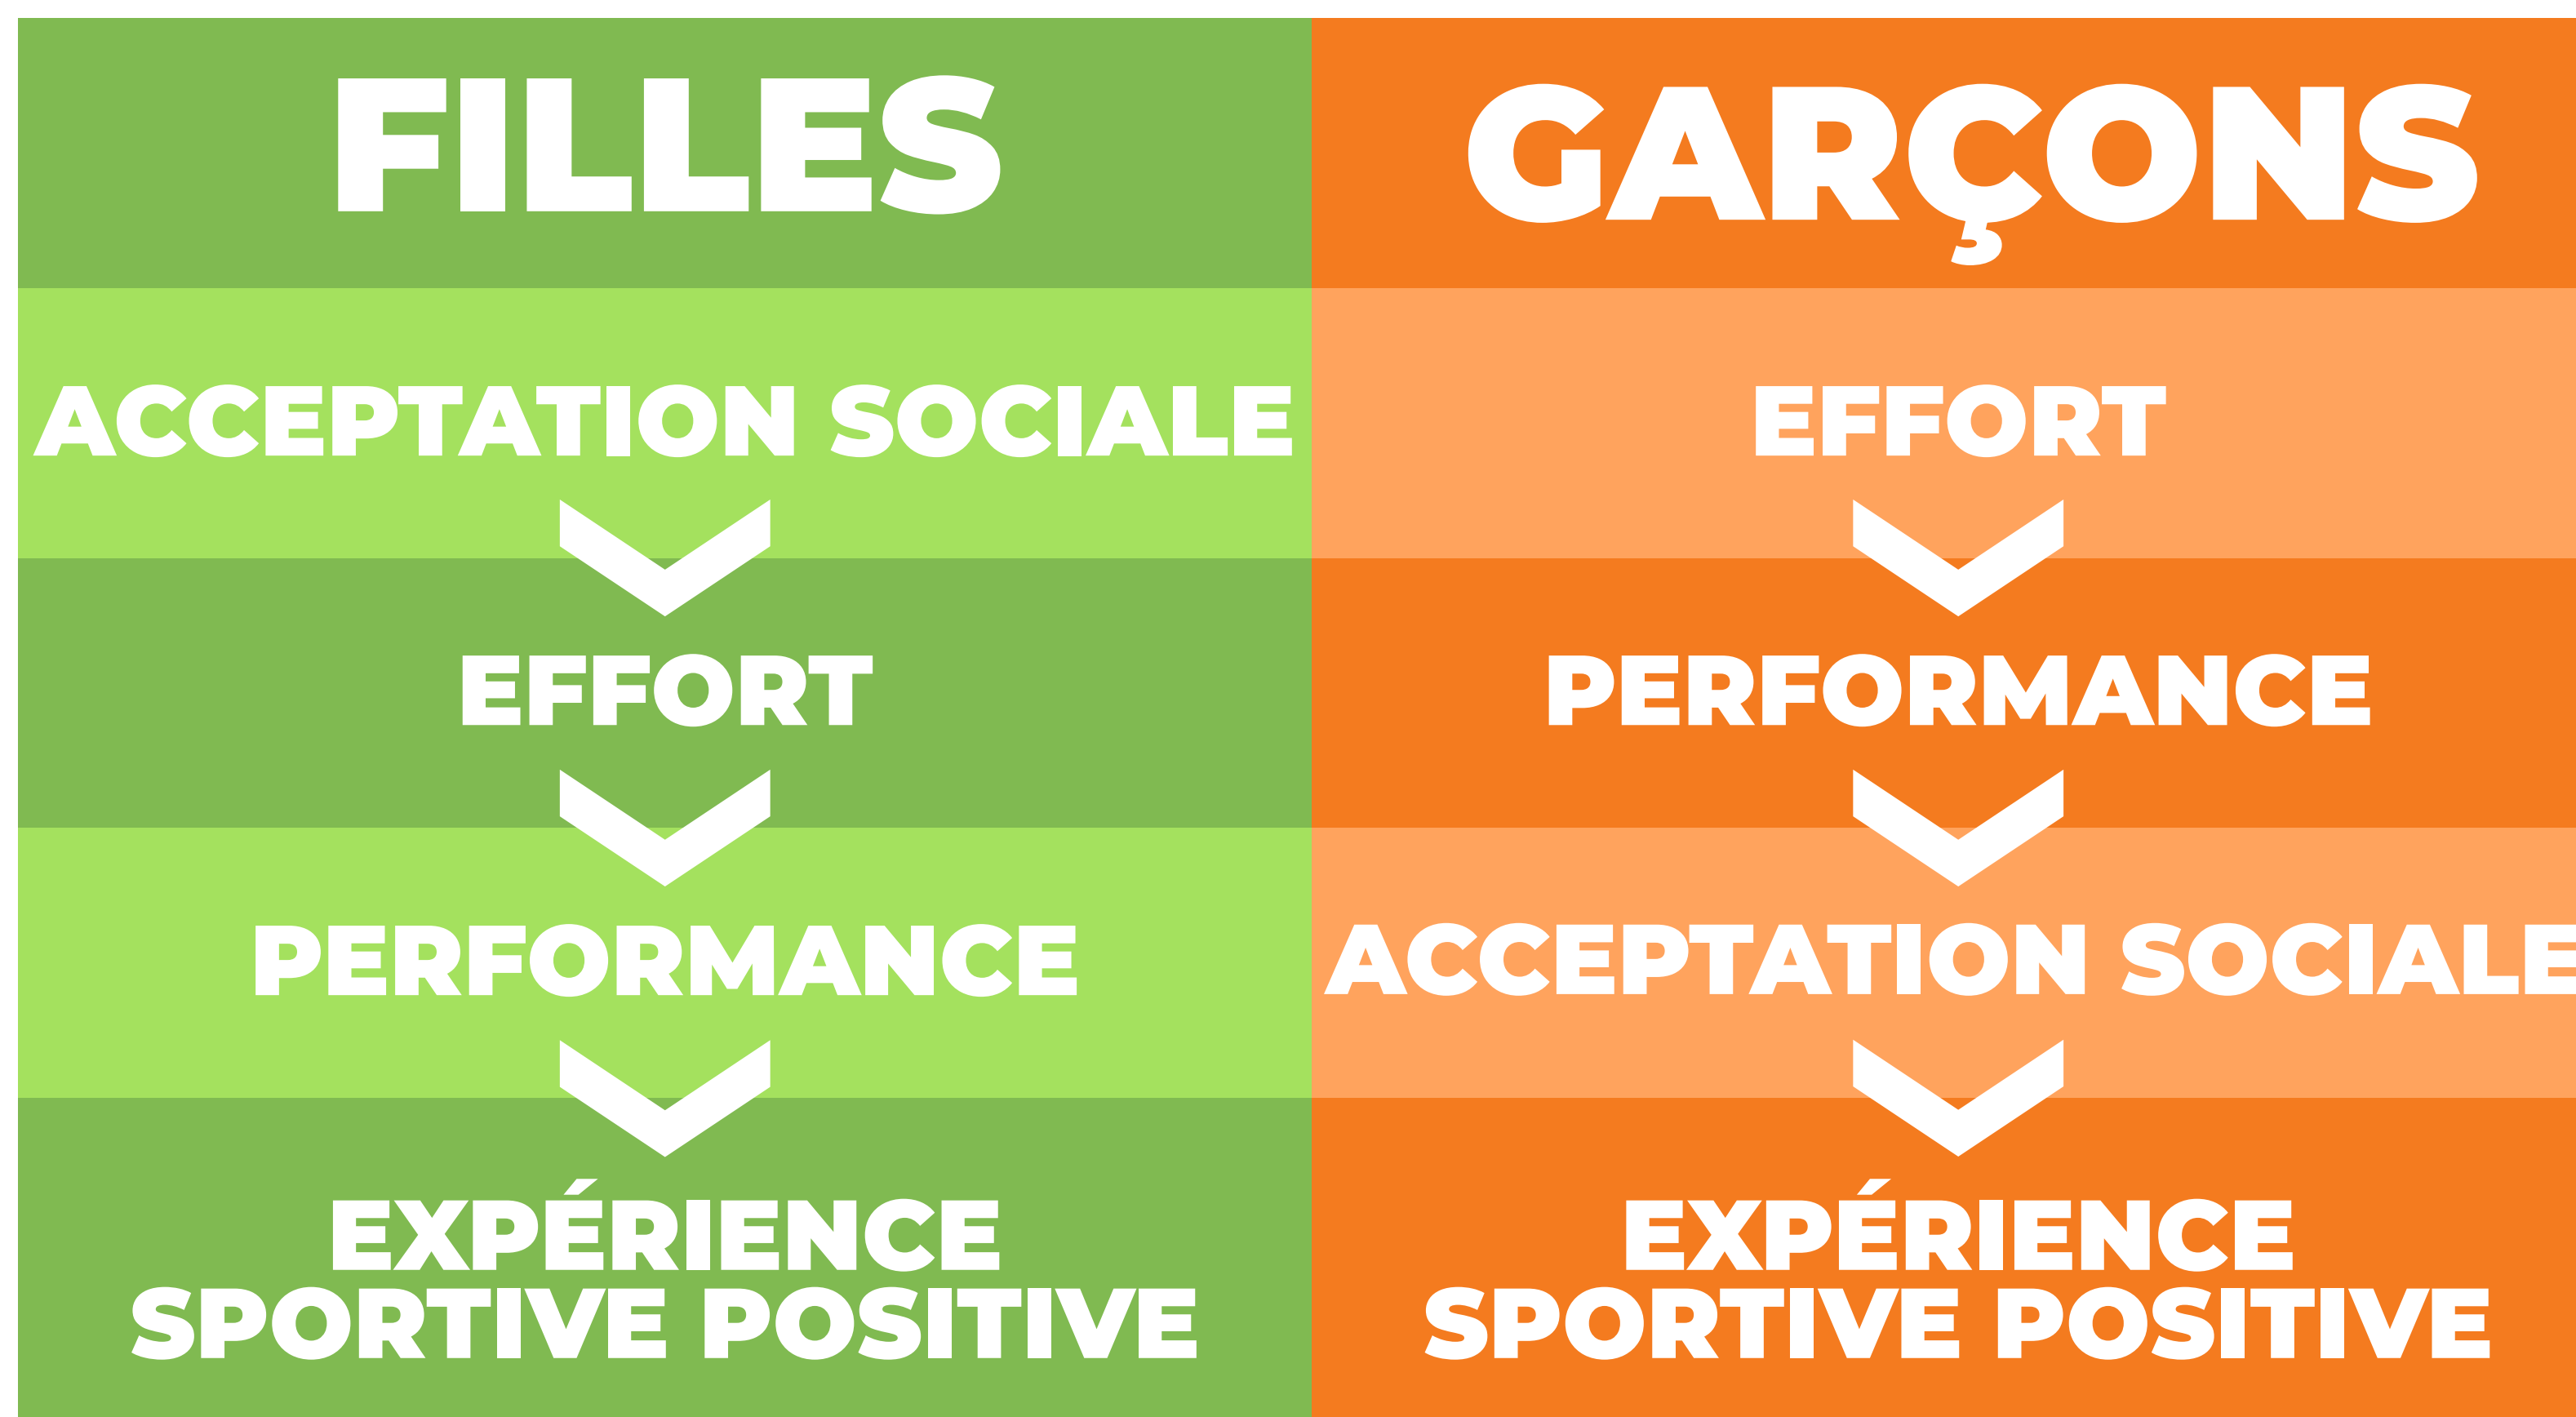 FILLES
ACCEPTATION SOCIALE
EFFORT
PERFORMANCE
EXPÉRIENCE
SPORTIVE POSITIVE
GARÇONS
EFFORT
PERFORMANCE
ACCEPTATION SOCIALE
EXPÉRIENCE
SPORTIVE POSITIVE